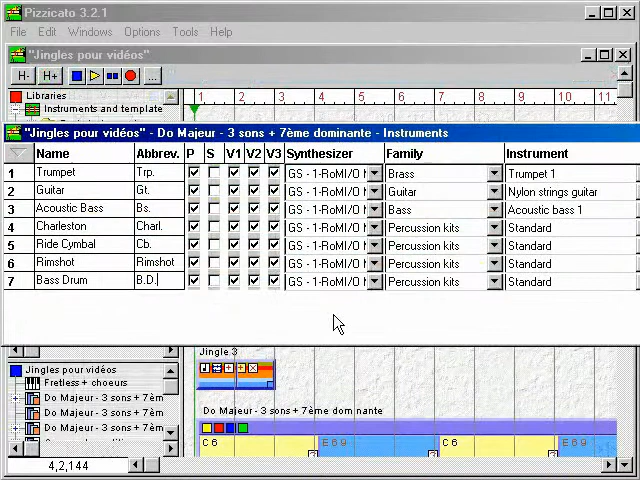 Pizzicato 3.2.1
File Edit Windows Options Tools Help
"Jingles pour vidéos"
H- H+ ...
Libraries
1 2 3 4 5 6 7 8 9 10 11
Instruments and template
"Jingles pour vidéos" - Do Majeur - 3 sons + 7ème dominante - Instruments
Name Abbrev. P S V1 V2 V3 Synthesizer Family Instrument
1 Trumpet Trp. GS - 1-RoMI/O Brass Trumpet 1
2 Guitar Gt. GS - 1-RoMI/O Guitar Nylon strings guitar
3 Acoustic Bass Bs. GS - 1-RoMI/O Bass Acoustic bass 1
4 Charleston Charl. GS - 1-RoMI/O Percussion kits Standard
5 Ride Cymbal Cb. GS - 1-RoMI/O Percussion kits Standard
6 Rimshot Rimshot GS - 1-RoMI/O Percussion kits Standard
7 Bass Drum B.D. GS - 1-RoMI/O Percussion kits Standard
Jingle 3
Jingles pour vidéos
Fretless + choeurs
Do Majeur - 3 sons + 7èm
Do Majeur - 3 sons + 7èm
Do Majeur - 3 sons + 7èm
Do Majeur - 3 sons + 7ème dominante
C 6 E 6 9 C 6 E 6 9
4,2,144